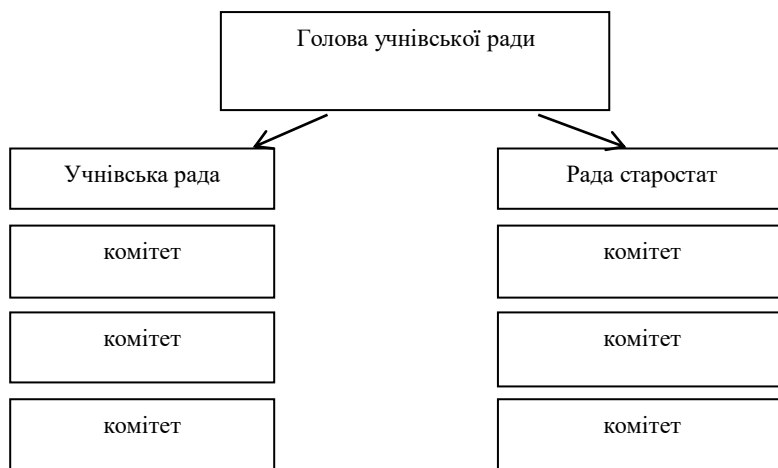 Голова учнівської ради
Учнівська рада
Рада старостат
комітет
комітет
комітет
комітет
комітет
комітет